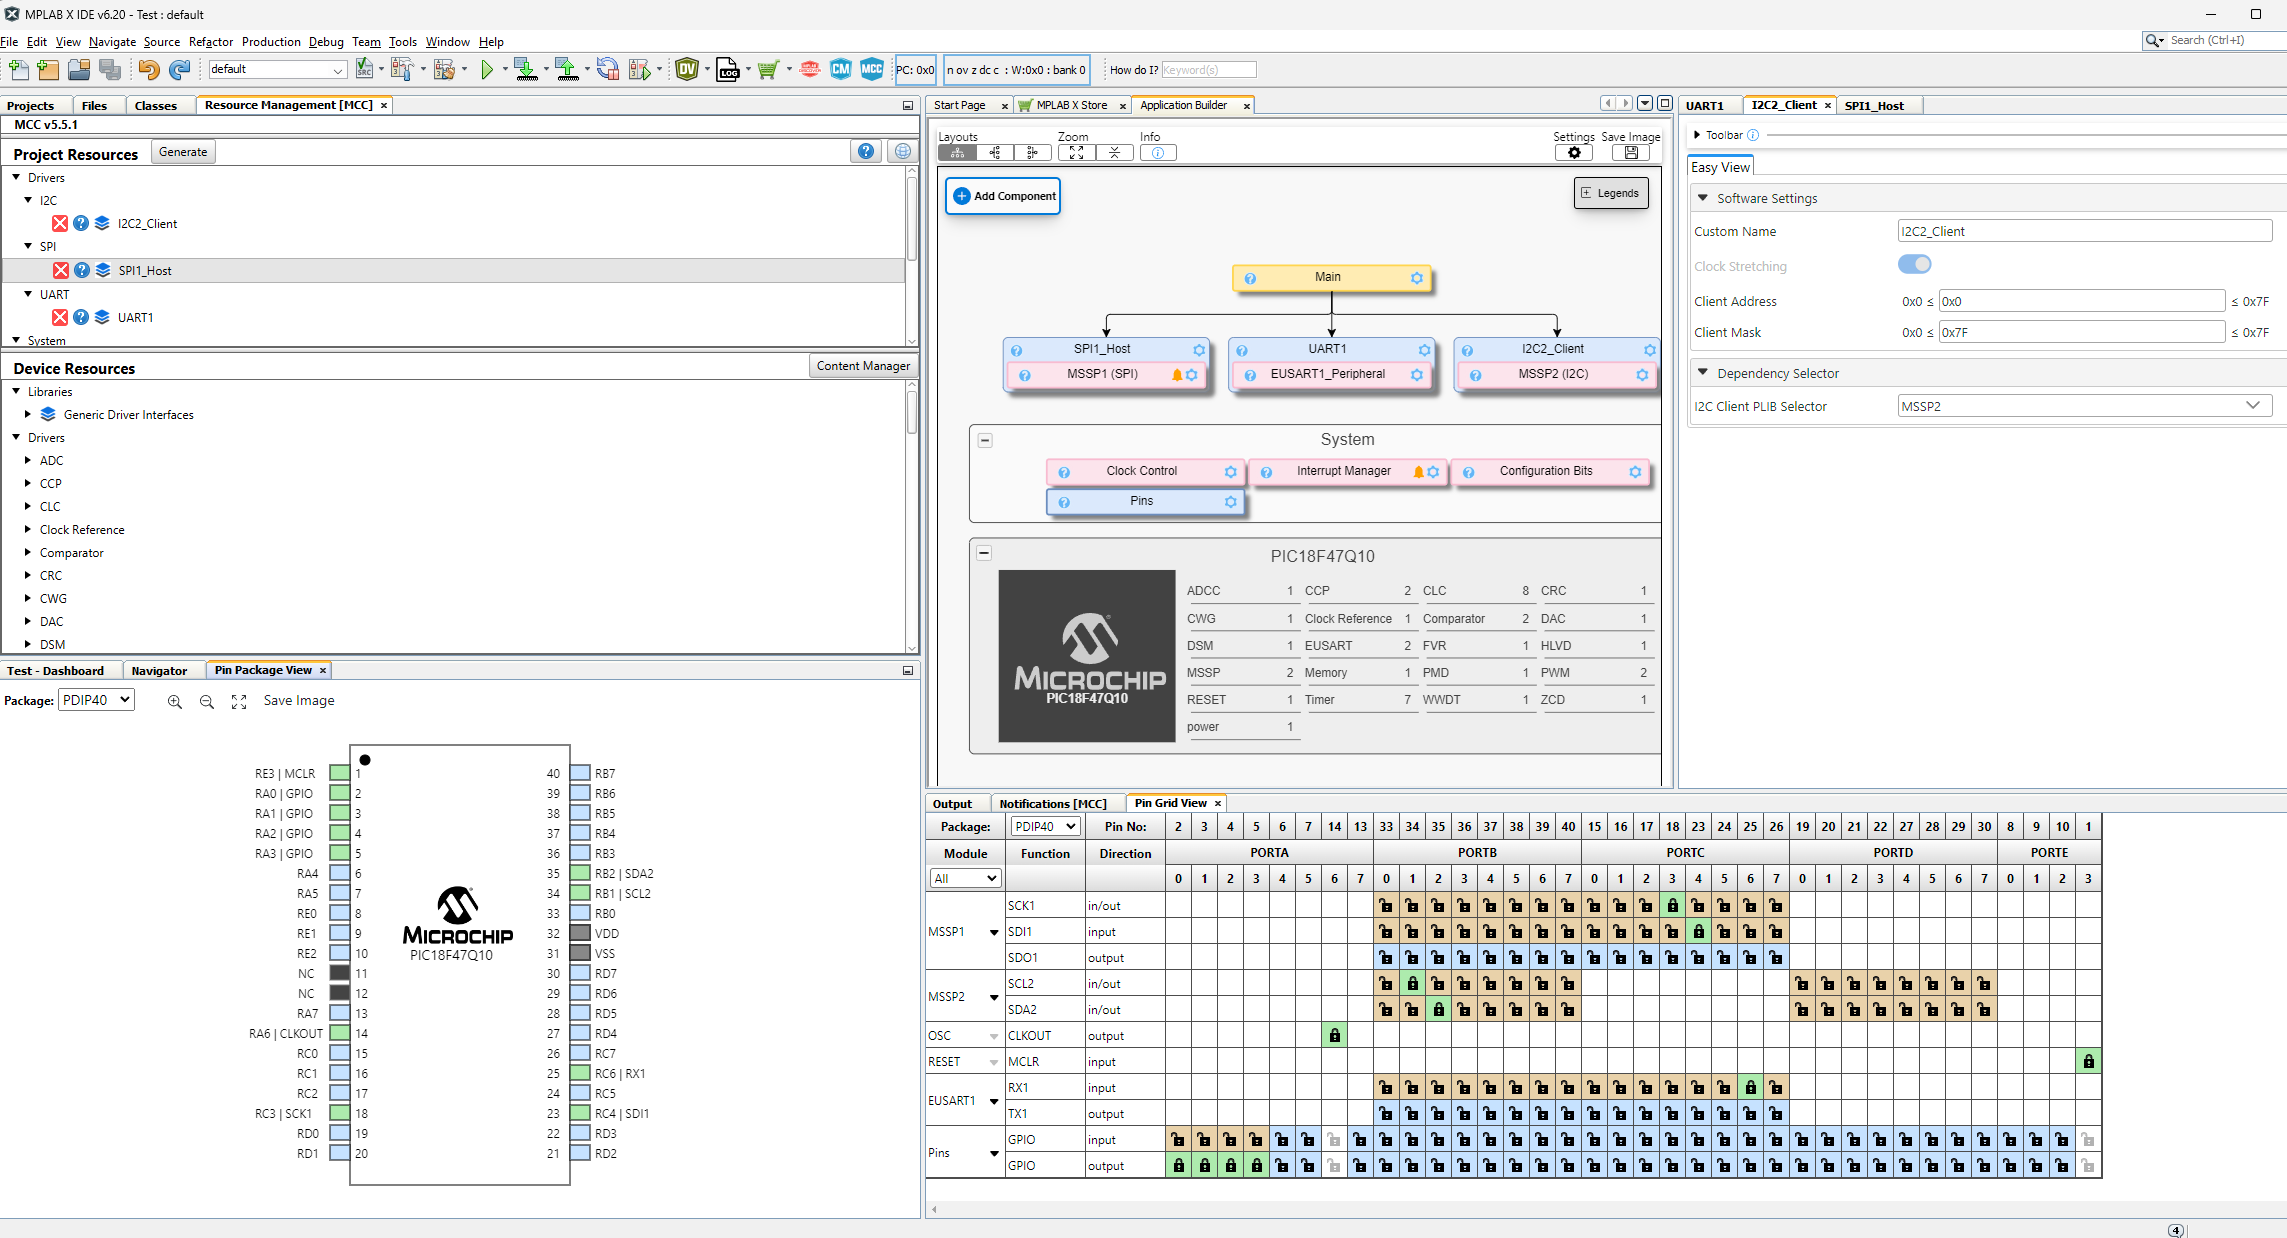 MPLAB X IDE v6.20 - Test : default
File Edit View Navigate Source Refactor Production Debug Team Tools Window Help
Search (Ctrl+I)
default
PC: 0x0
n ov z dc c : W:0x0 : bank 0
How do I? Keyword(s)
Projects Files Classes Resource Management [MCC] ×
MCC v5.5.1
Project Resources Generate
Drivers
I2C
I2C2_Client
SPI
SPI1_Host
UART
UART1
System
Device Resources Content Manager
Libraries
Generic Driver Interfaces
Drivers
ADC
CCP
CLC
Clock Reference
Comparator
CRC
CWG
DAC
DSM
Start Page × MPLAB X Store × Application Builder ×
Layouts Zoom Info Settings Save Image
Add Component
Legends
Main
SPI1_Host UART1 I2C2_Client
MSSP1 (SPI) EUSART1_Peripheral MSSP2 (I2C)
System
Clock Control Interrupt Manager Configuration Bits
Pins
PIC18F47Q10
MICROCHIP
PIC18F47Q10
ADCC 1 CCP 2 CLC 8 CRC 1
CWG 1 Clock Reference 1 Comparator 2 DAC 1
DSM 1 EUSART 2 FVR 1 HLVD 1
MSSP 2 Memory 1 PMD 1 PWM 2
RESET 1 Timer 7 WWDT 1 ZCD 1
power 1
UART1 I2C2_Client × SPI1_Host
Toolbar
Easy View
Software Settings
Custom Name I2C2_Client
Clock Stretching
Client Address 0x0 ≤ 0x0 ≤ 0x7F
Client Mask 0x0 ≤ 0x7F ≤ 0x7F
Dependency Selector
I2C Client PLIB Selector MSSP2
Test - Dashboard Navigator Pin Package View ×
Package: PDIP40 Save Image
RE3 | MCLR 1 40 RB7
RA0 | GPIO 2 39 RB6
RA1 | GPIO 3 38 RB5
RA2 | GPIO 4 37 RB4
RA3 | GPIO 5 36 RB3
RA4 6 35 RB2 | SDA2
RA5 7 34 RB1 | SCL2
RE0 8 33 RB0
RE1 9 32 VDD
RE2 10 31 VSS
NC 11 30 RD7
NC 12 29 RD6
RA7 13 28 RD5
RA6 | CLKOUT 14 27 RD4
RC0 15 26 RC7
RC1 16 25 RC6 | RX1
RC2 17 24 RC5
RC3 | SCK1 18 23 RC4 | SDI1
RD0 19 22 RD3
RD1 20 21 RD2
MICROCHIP
PIC18F47Q10
Output Notifications [MCC] Pin Grid View ×
Package: PDIP40 Pin No: 2 3 4 5 6 7 14 13 33 34 35 36 37 38 39 40 15 16 17 18 23 24 25 26 19 20 21 22 27 28 29 30 8 9 10 1
Module Function Direction PORTA PORTB PORTC PORTD PORTE
All 0 1 2 3 4 5 6 7 0 1 2 3 4 5 6 7 0 1 2 3 4 5 6 7 0 1 2 3 4 5 6 7 0 1 2 3
MSSP1
SCK1 in/out
SDI1 input
SDO1 output
MSSP2
SCL2 in/out
SDA2 in/out
OSC CLKOUT output
RESET MCLR input
EUSART1
RX1 input
TX1 output
Pins
GPIO input
GPIO output
4